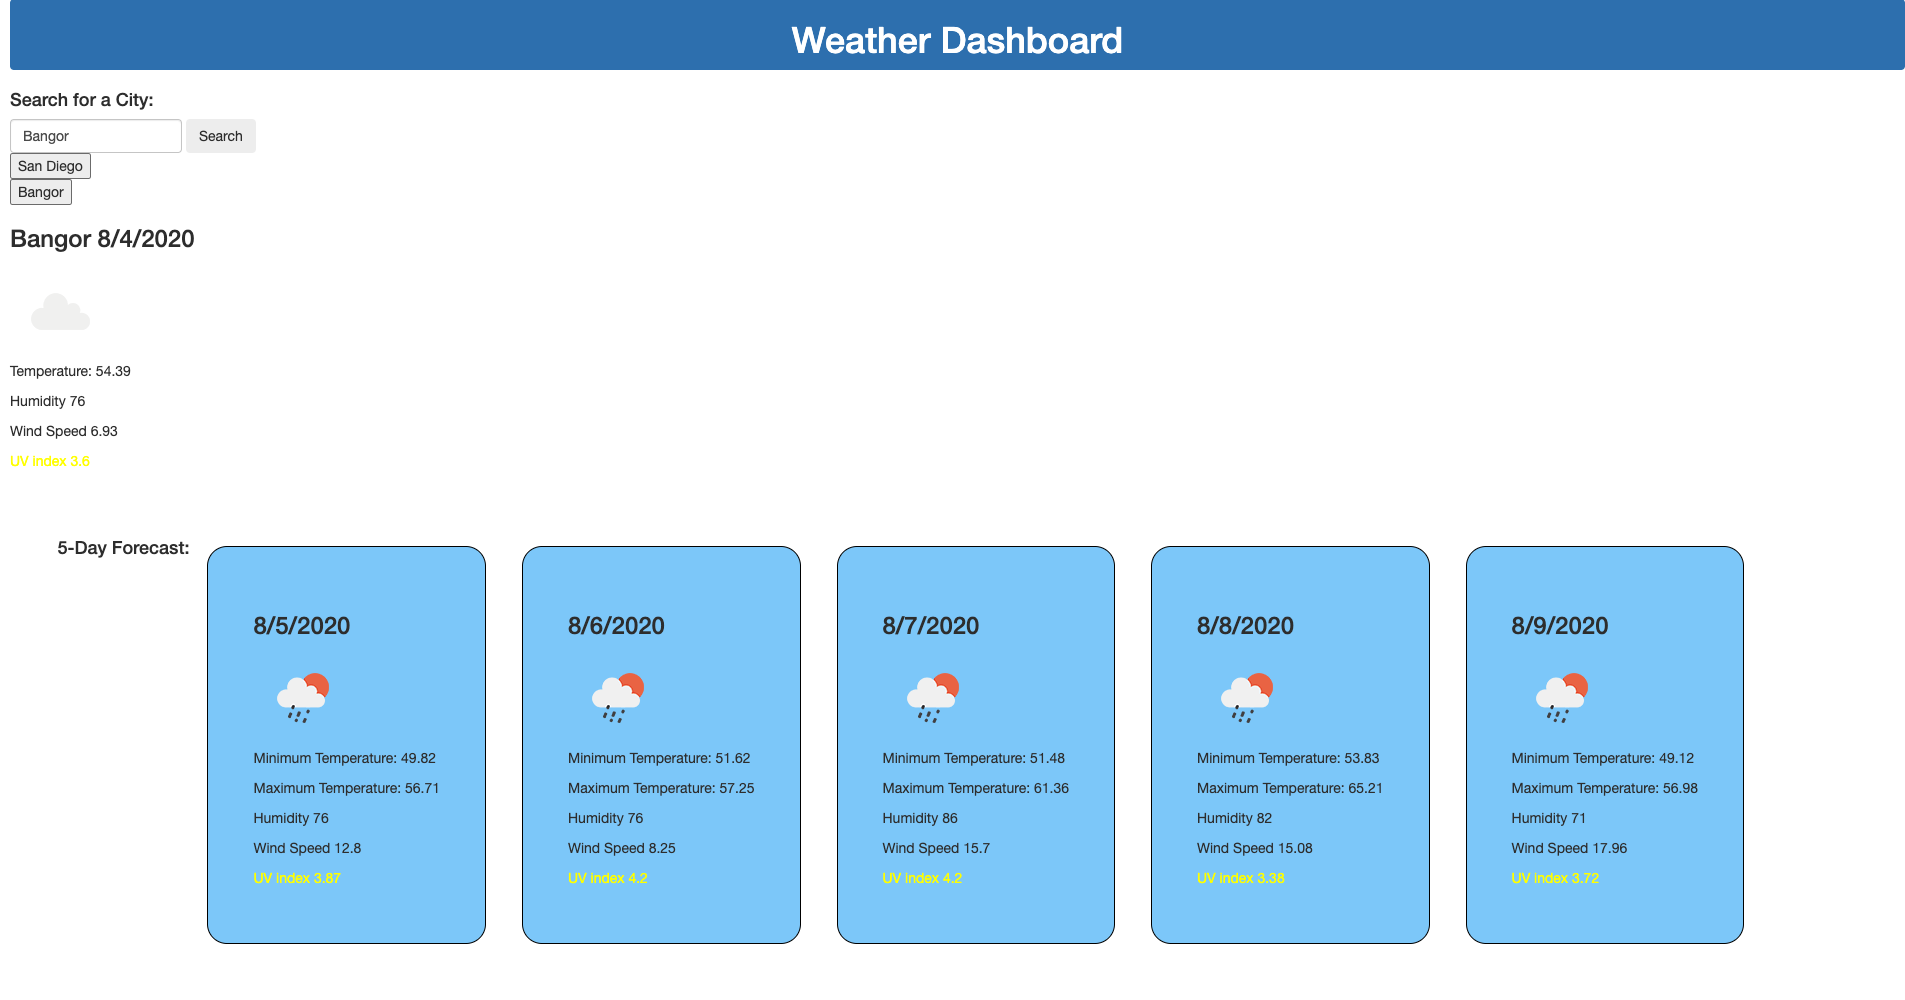 Weather Dashboard
Search for a City:
Bangor
Search
San Diego
Bangor
Bangor 8/4/2020
Temperature: 54.39
Humidity 76
Wind Speed 6.93
UV index 3.6
5-Day Forecast:
8/5/2020
Minimum Temperature: 49.82
Maximum Temperature: 56.71
Humidity 76
Wind Speed 12.8
UV index 3.87
8/6/2020
Minimum Temperature: 51.62
Maximum Temperature: 57.25
Humidity 76
Wind Speed 8.25
UV index 4.2
8/7/2020
Minimum Temperature: 51.48
Maximum Temperature: 61.36
Humidity 86
Wind Speed 15.7
UV index 4.2
8/8/2020
Minimum Temperature: 53.83
Maximum Temperature: 65.21
Humidity 82
Wind Speed 15.08
UV index 3.38
8/9/2020
Minimum Temperature: 49.12
Maximum Temperature: 56.98
Humidity 71
Wind Speed 17.96
UV index 3.72